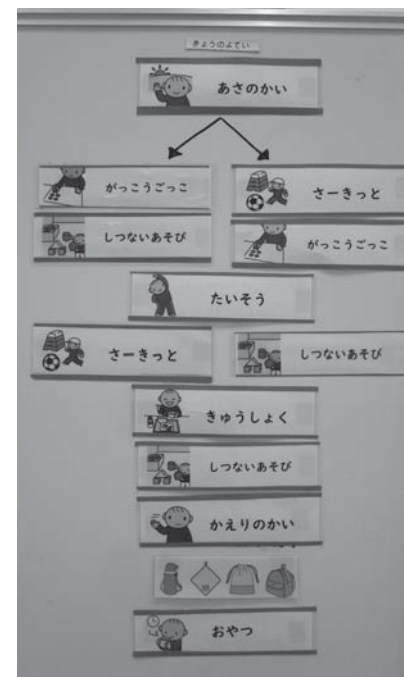 きょうのよてい
あさのかい
がっこうごっこ
さーきっと
しつないあそび
がっこうごっこ
たいそう
さーきっと
しつないあそび
きゅうしょく
しつないあそび
かえりのかい
おやつ